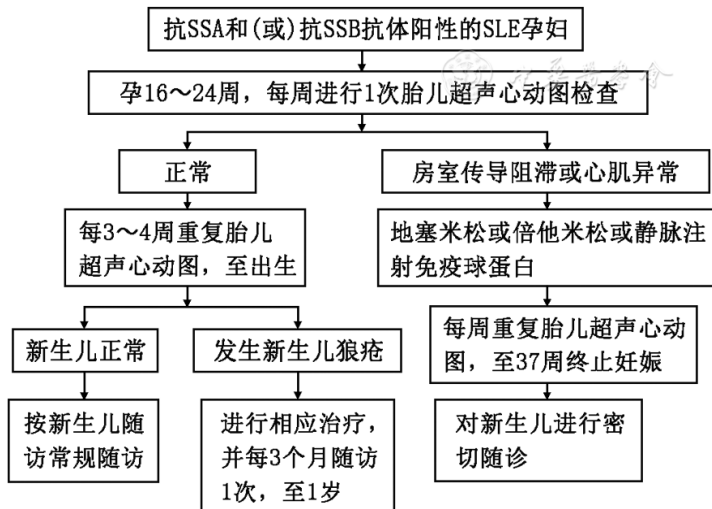 抗SSA和(或)抗SSB抗体阳性的SLE孕妇
孕16～24周，每周进行1次胎儿超声心动图检查
正常
房室传导阻滞或心肌异常
每3～4周重复胎儿
超声心动图，至出生
地塞米松或倍他米松或静脉注
射免疫球蛋白
每周重复胎儿超声心动
图，至37周终止妊娠
新生儿正常
发生新生儿狼疮
按新生儿随
访常规随访
进行相应治疗，
并每3个月随访
1次，至1岁
对新生儿进行密
切随诊